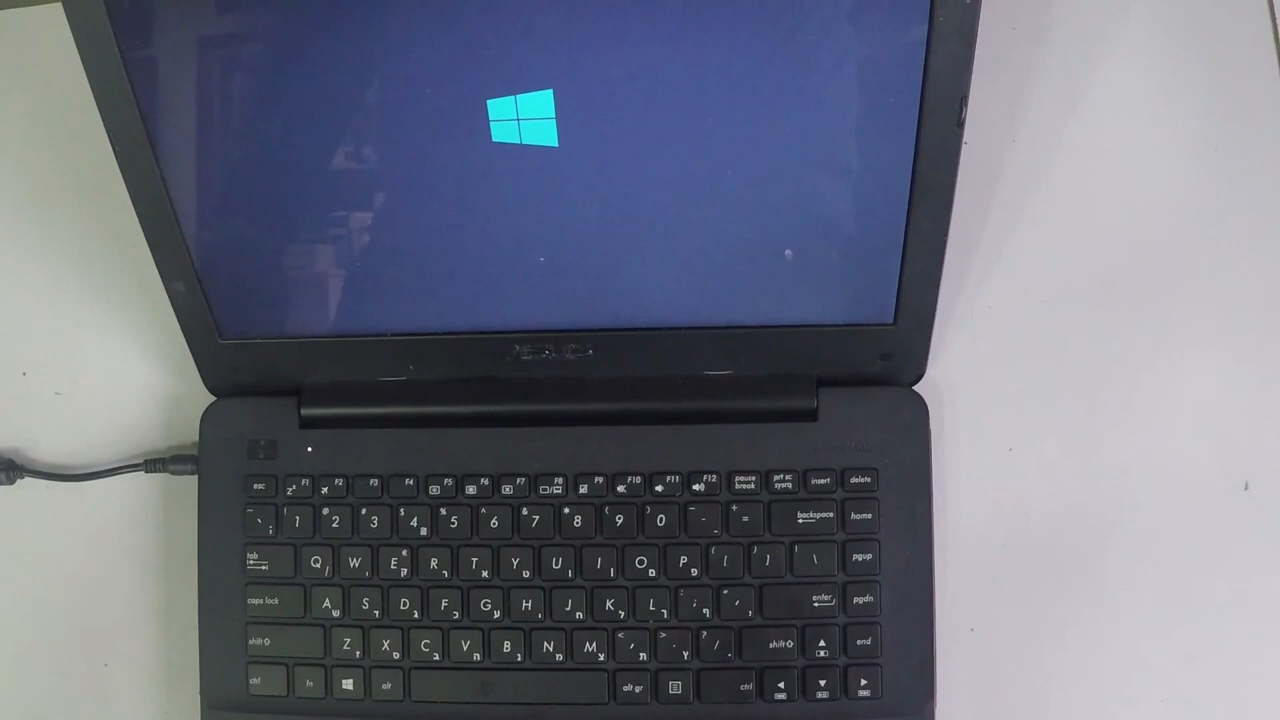 ASUS
esc F1 F2 F3 F4 F5 F6 F7 F8 F9 F10 F11 F12 pause break prt sc sysrq insert delete
~ ` ; ! 1 @ 2 # 3 $ 4 ₪ % 5 ^ 6 & 7 * 8 ( 9 ) 0 _ - + = backspace home
tab Q / W ' E € ק R ר T א Y ט U ו I ן O ם P פ { [ } ] | \ pgup
caps lock A ש S ד D ג F כ G ע H י J ח K ל L ך : ; ף " ' , enter pgdn
shift Z ז X ס C ב V ה B נ N מ M צ < , ת > . ץ ? / . shift end
ctrl fn alt alt gr ctrl